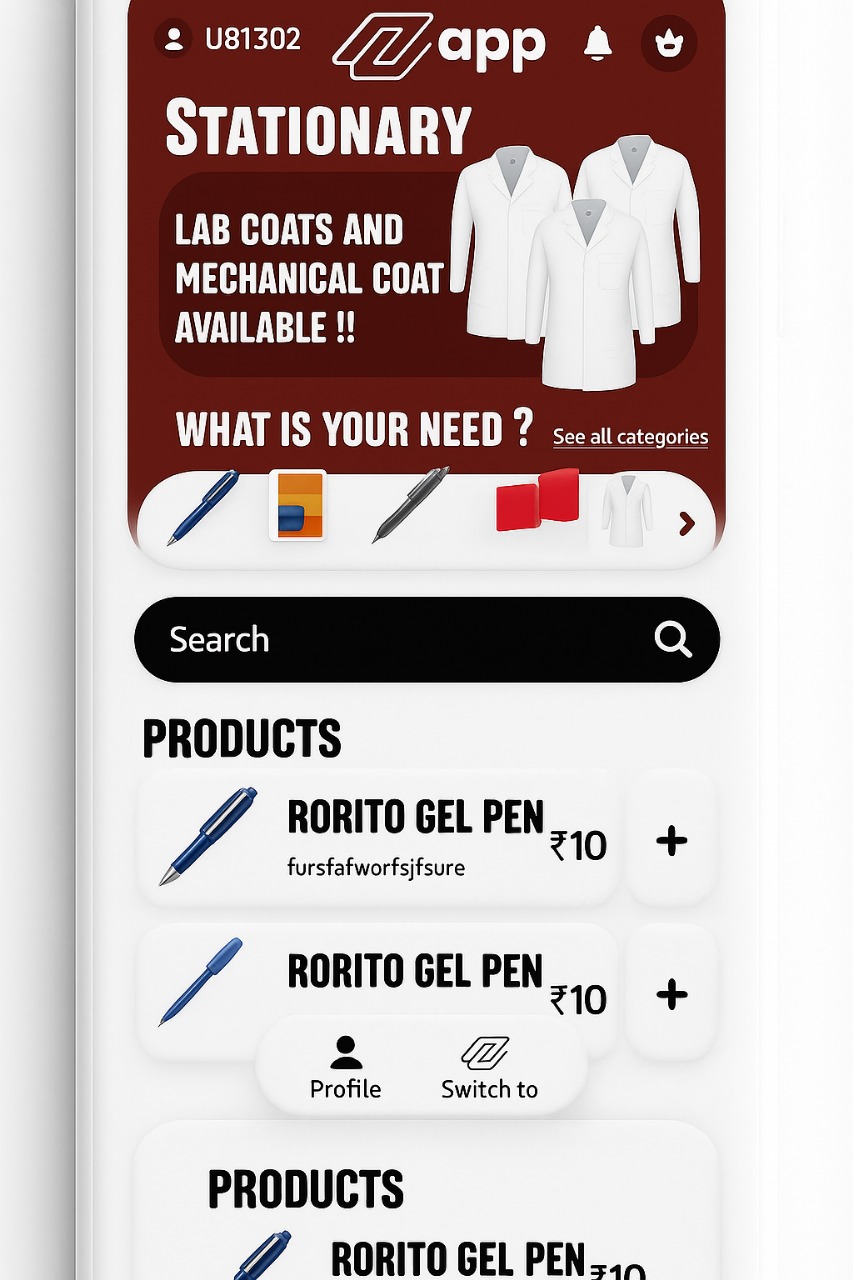 U81302
app
STATIONARY
LAB COATS AND
MECHANICAL COAT
AVAILABLE !!
WHAT IS YOUR NEED ?
See all categories
Search
PRODUCTS
RORITO GEL PEN
₹10
fursfafworfsjfsure
+
RORITO GEL PEN
₹10
+
Profile
Switch to
PRODUCTS
RORITO GEL PEN
₹10